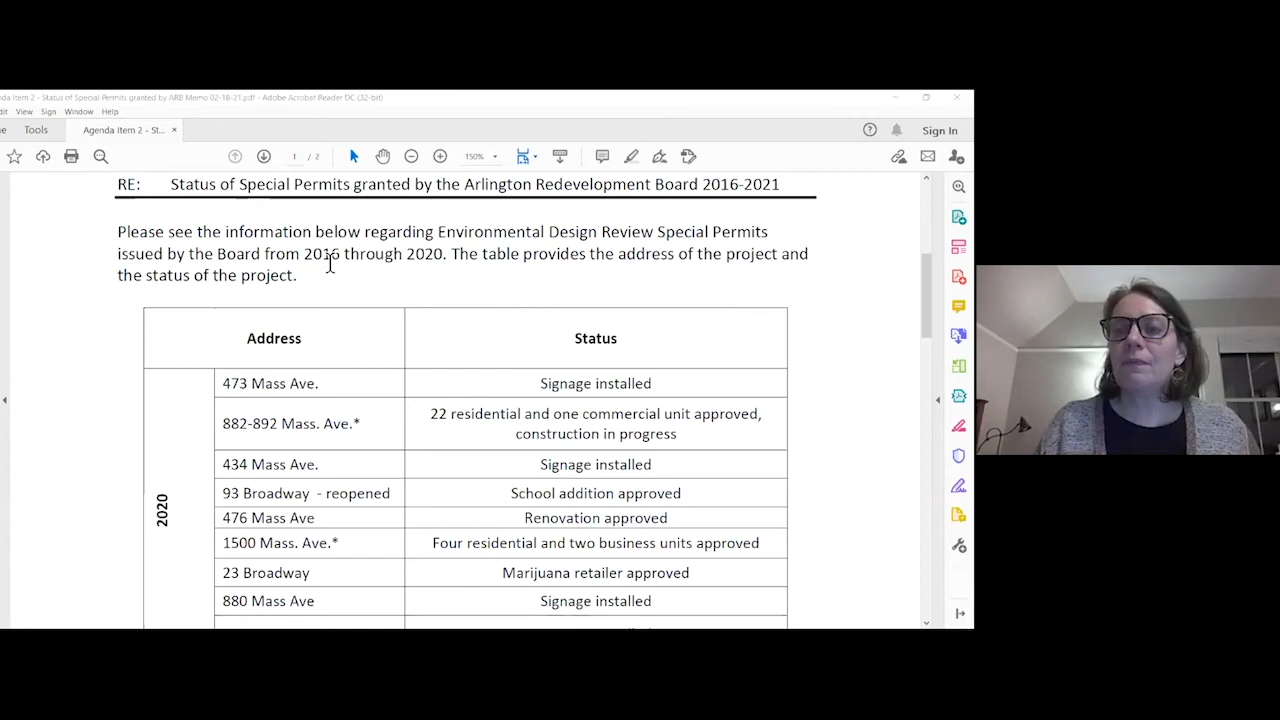 nda Item 2 - Status of Special Permits granted by ARB Memo 02-18-21.pdf - Adobe Acrobat Reader DC (32-bit)
dit View Sign Window Help
e Tools Agenda Item 2 - St... × Sign In
1 / 2 150%
RE: Status of Special Permits granted by the Arlington Redevelopment Board 2016-2021
Please see the information below regarding Environmental Design Review Special Permits
issued by the Board from 2016 through 2020. The table provides the address of the project and
the status of the project.
Address Status
2020
473 Mass Ave. Signage installed
882-892 Mass. Ave.* 22 residential and one commercial unit approved,
construction in progress
434 Mass Ave. Signage installed
93 Broadway - reopened School addition approved
476 Mass Ave Renovation approved
1500 Mass. Ave.* Four residential and two business units approved
23 Broadway Marijuana retailer approved
880 Mass Ave Signage installed